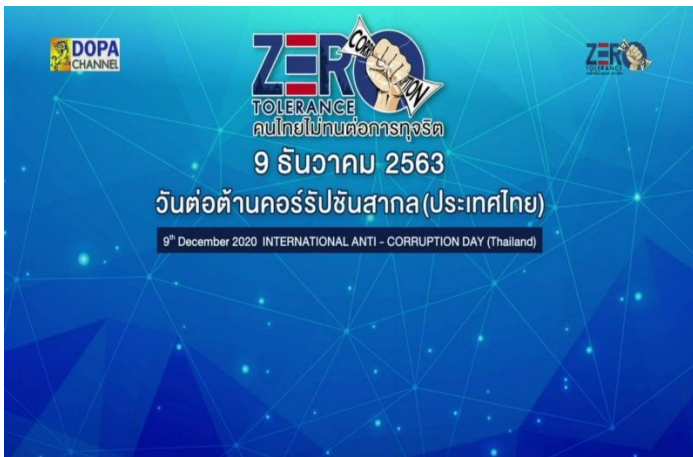 DOPA
CHANNEL
ZERO
CORRUPTION
TOLERANCE
คนไทยไม่ทนต่อการทุจริต
ZERO
TOLERANCE
9 ธันวาคม 2563
วันต่อต้านคอร์รัปชันสากล (ประเทศไทย)
9th December 2020 INTERNATIONAL ANTI - CORRUPTION DAY (Thailand)